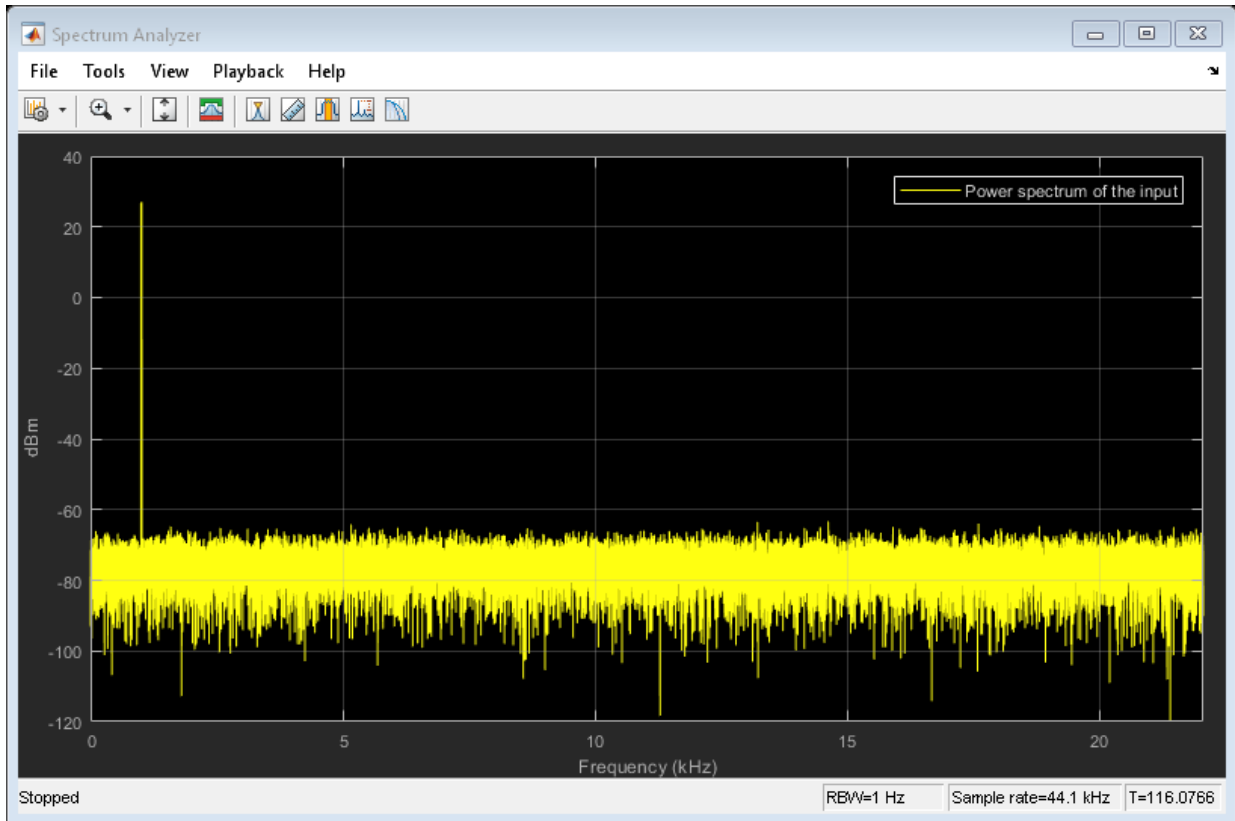 Spectrum Analyzer
File Tools View Playback Help
40
20
0
-20
-40
-60
-80
-100
-120
dBm
Power spectrum of the input
0 5 10 15 20
Frequency (kHz)
Stopped RBW=1 Hz Sample rate=44.1 kHz T=116.0766